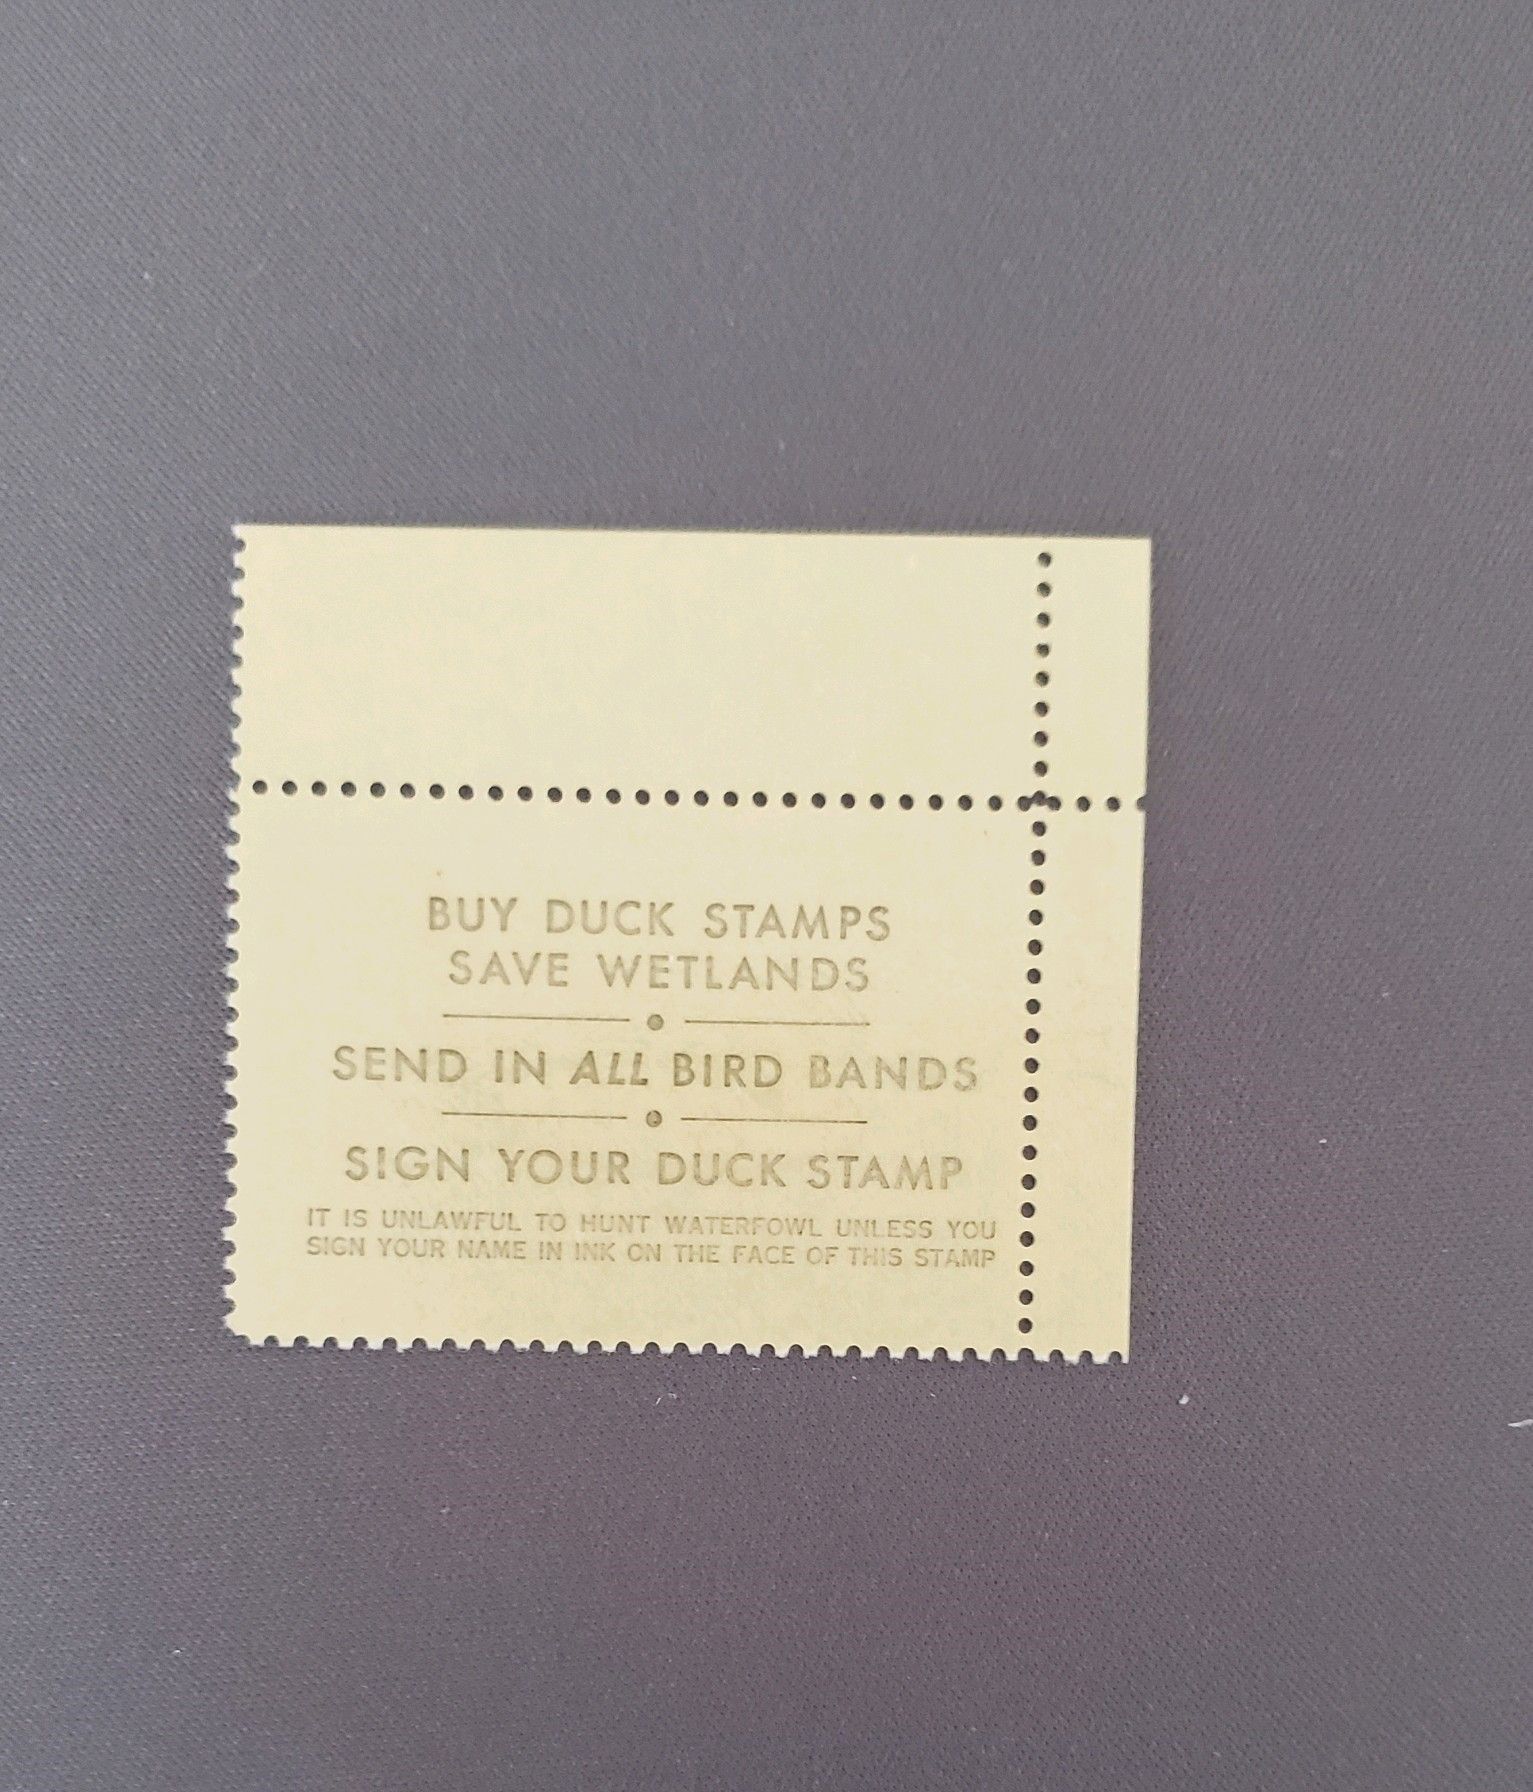 BUY DUCK STAMPS
SAVE WETLANDS
SEND IN ALL BIRD BANDS
SIGN YOUR DUCK STAMP
IT IS UNLAWFUL TO HUNT WATERFOWL UNLESS YOU
SIGN YOUR NAME IN INK ON THE FACE OF THIS STAMP